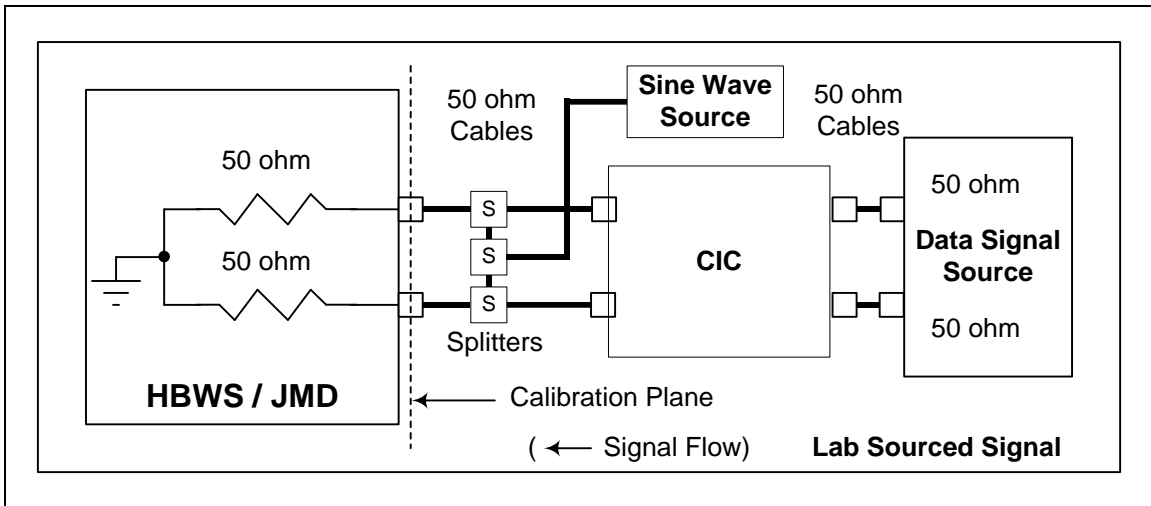 50 ohm
Cables
Sine Wave
Source
50 ohm
Cables
50 ohm
50 ohm
HBWS / JMD
S
S
S
Splitters
CIC
50 ohm
Data Signal
Source
50 ohm
Calibration Plane
( ← Signal Flow)
Lab Sourced Signal